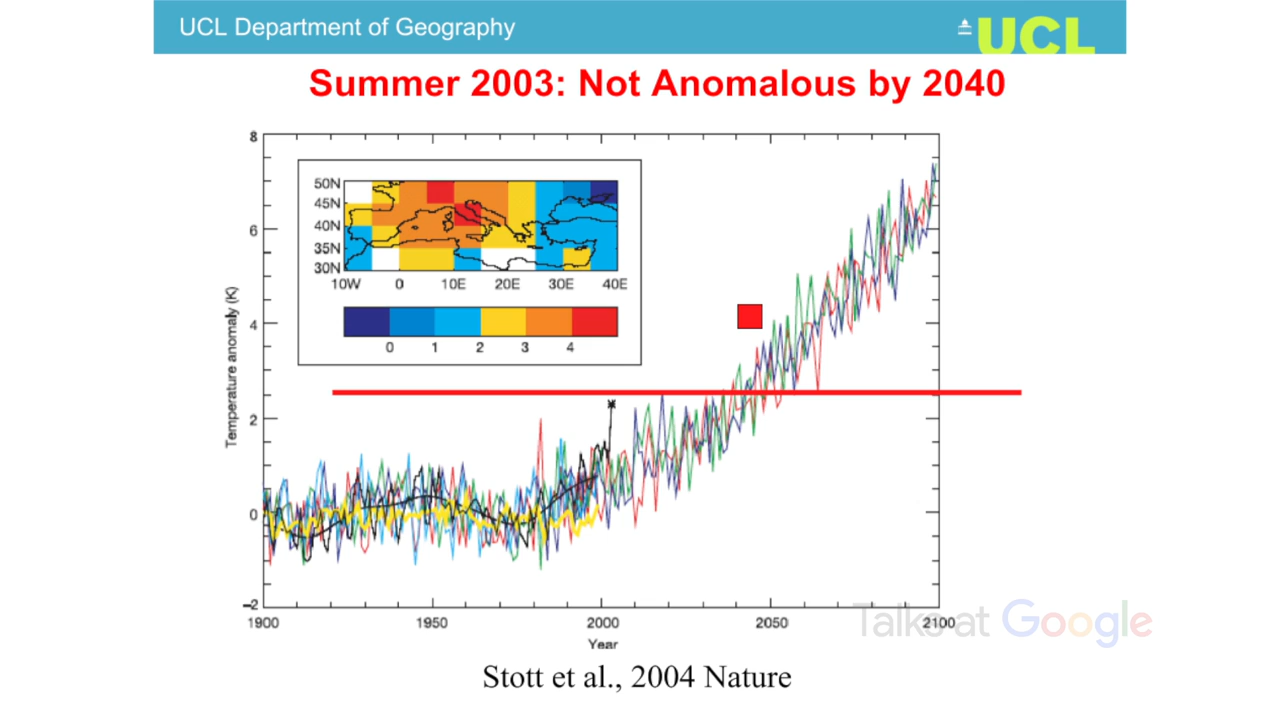 UCL Department of Geography
UCL
Summer 2003: Not Anomalous by 2040
8
6
4
2
0
−2
Temperature anomaly (K)
50N
45N
40N
35N
30N
10W 0 10E 20E 30E 40E
0 1 2 3 4
1900 1950 2000 2050 2100
Year
Talks at Google
Stott et al., 2004 Nature